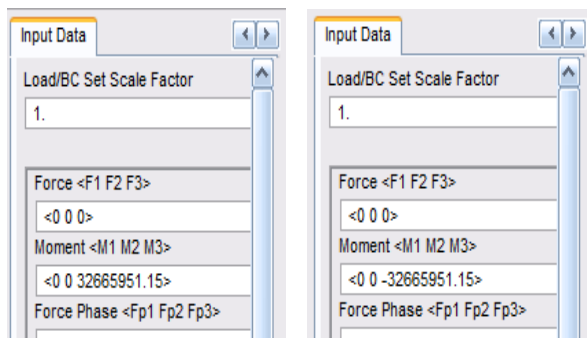 Input Data
Load/BC Set Scale Factor
1.
Force <F1 F2 F3>
<0 0 0>
Moment <M1 M2 M3>
<0 0 32665951.15>
Force Phase <Fp1 Fp2 Fp3>
Input Data
Load/BC Set Scale Factor
1.
Force <F1 F2 F3>
<0 0 0>
Moment <M1 M2 M3>
<0 0 -32665951.15>
Force Phase <Fp1 Fp2 Fp3>